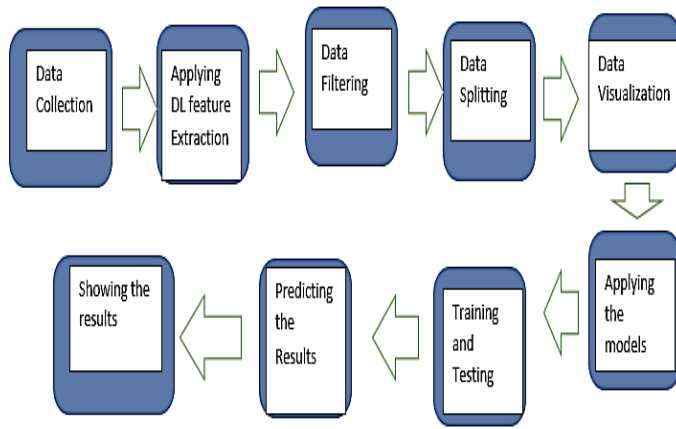 Data
Collection
Applying
DL feature
Extraction
Data
Filtering
Data
Splitting
Data
Visualization
Applying
the
models
Training
and
Testing
Predicting
the
Results
Showing the
results